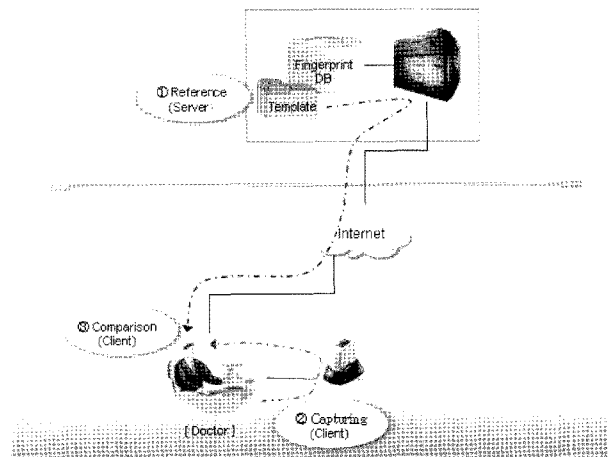 Fingerprint
DB
① Reference
(Server)
Template
Internet
③ Comparison
(Client)
[ Doctor ]
② Capturing
(Client)